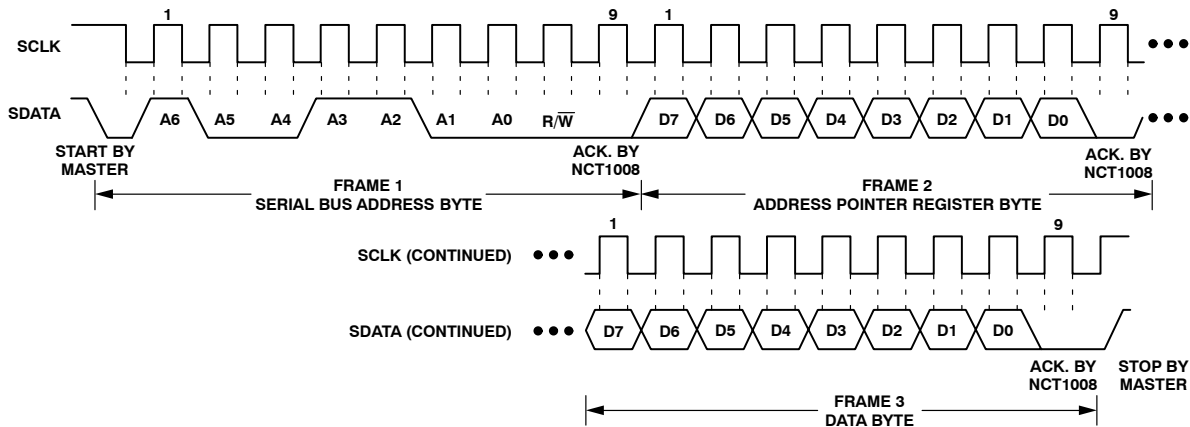 1 9 1 9
SCLK
SDATA A6 A5 A4 A3 A2 A1 A0 R/W̅ D7 D6 D5 D4 D3 D2 D1 D0
START BY MASTER
ACK. BY NCT1008
ACK. BY NCT1008
FRAME 1
SERIAL BUS ADDRESS BYTE
FRAME 2
ADDRESS POINTER REGISTER BYTE
1 9
SCLK (CONTINUED)
SDATA (CONTINUED) D7 D6 D5 D4 D3 D2 D1 D0
ACK. BY NCT1008
STOP BY MASTER
FRAME 3
DATA BYTE